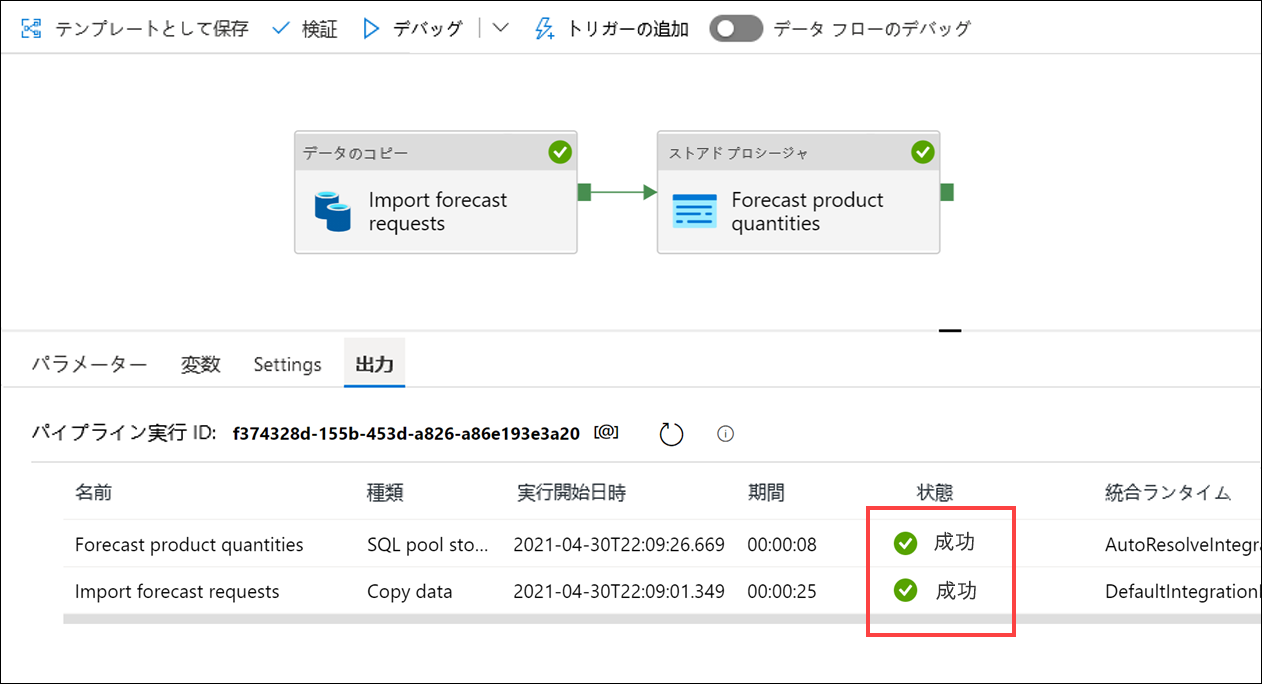 テンプレートとして保存 検証 デバッグ トリガーの追加 データ フローのデバッグ
データのコピー
Import forecast
requests
ストアド プロシージャ
Forecast product
quantities
パラメーター 変数 Settings 出力
パイプライン実行 ID: f374328d-155b-453d-a826-a86e193e3a20 [@]
名前 種類 実行開始日時 期間 状態 統合ランタイム
Forecast product quantities SQL pool sto... 2021-04-30T22:09:26.669 00:00:08 成功 AutoResolveIntegra
Import forecast requests Copy data 2021-04-30T22:09:01.349 00:00:25 成功 DefaultIntegration